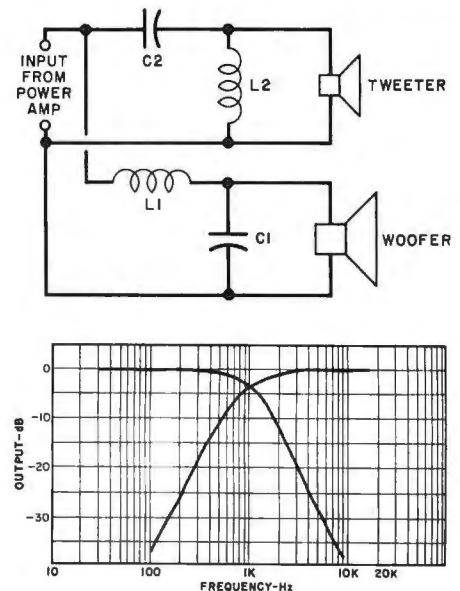 INPUT
FROM
POWER
AMP
C2
L2
TWEETER
L1
C1
WOOFER
OUTPUT-dB
0
-10
-20
-30
10
100
1K
10K
20K
FREQUENCY-Hz